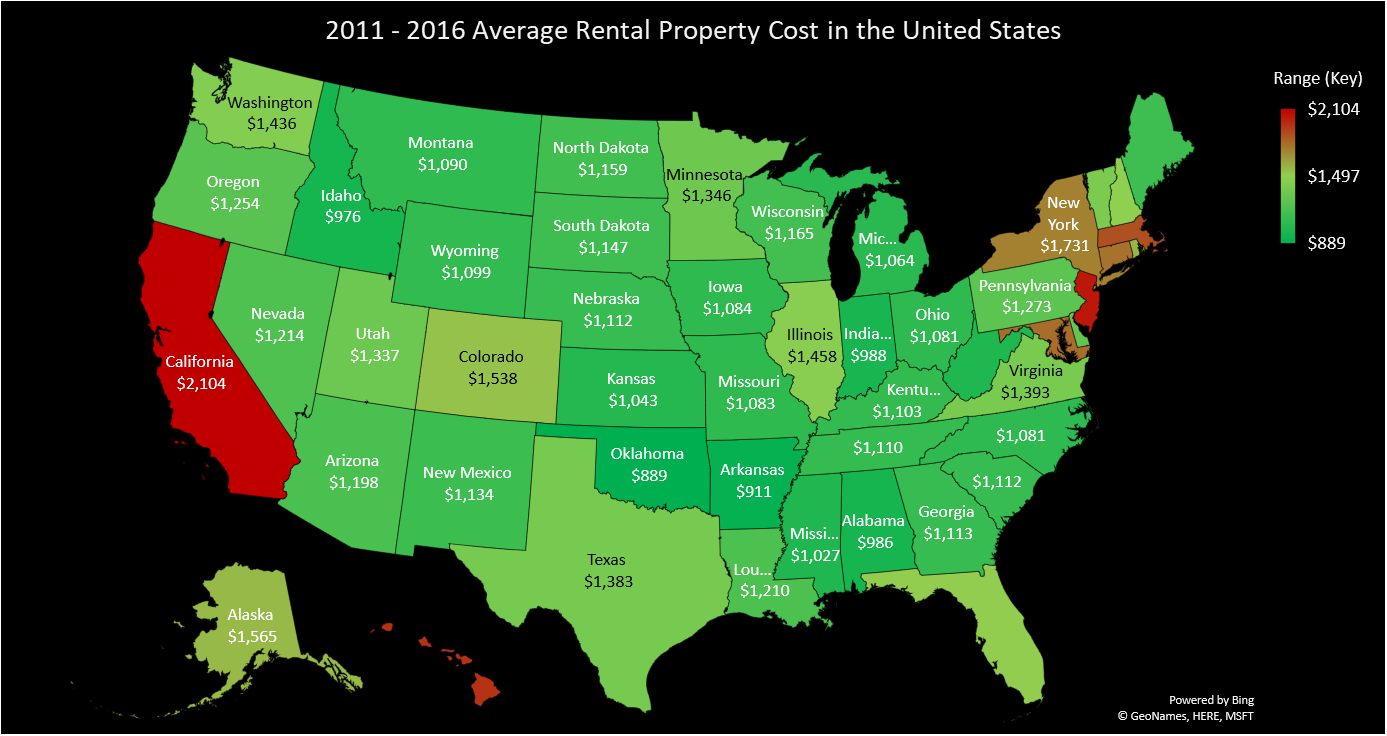 2011 - 2016 Average Rental Property Cost in the United States
Range (Key)
$2,104
$1,497
$889
Washington
$1,436
Montana
$1,090
North Dakota
$1,159
Minnesota
$1,346
Oregon
$1,254
Idaho
$976
South Dakota
$1,147
Wisconsin
$1,165
Mic...
$1,064
New
York
$1,731
Wyoming
$1,099
Iowa
$1,084
Pennsylvania
$1,273
Nebraska
$1,112
Nevada
$1,214
Utah
$1,337
Colorado
$1,538
Illinois
$1,458
India...
$988
Ohio
$1,081
California
$2,104
Kansas
$1,043
Missouri
$1,083
Kentu...
$1,103
Virginia
$1,393
$1,110
$1,081
Arizona
$1,198
New Mexico
$1,134
Oklahoma
$889
Arkansas
$911
$1,112
Missi...
$1,027
Alabama
$986
Georgia
$1,113
Texas
$1,383
Lou...
$1,210
Alaska
$1,565
Powered by Bing
© GeoNames, HERE, MSFT